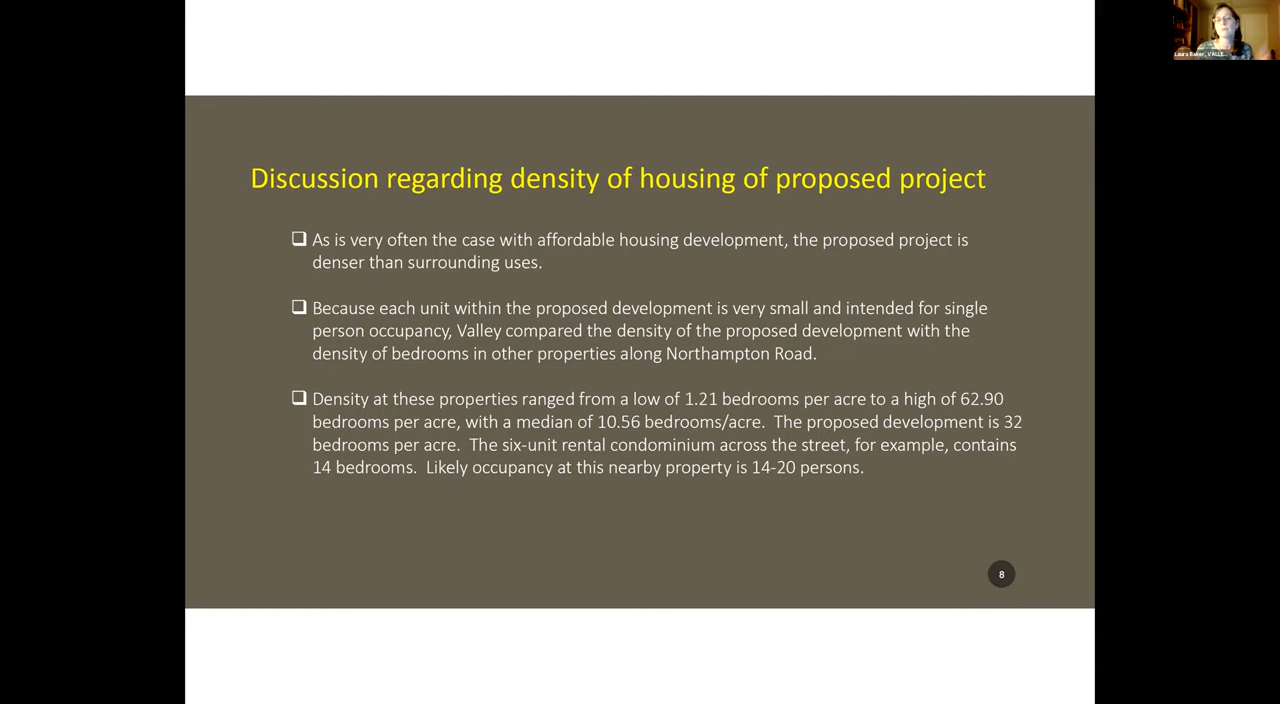 Laura Baker, VALLE...
Discussion regarding density of housing of proposed project
❑ As is very often the case with affordable housing development, the proposed project is
denser than surrounding uses.
❑ Because each unit within the proposed development is very small and intended for single
person occupancy, Valley compared the density of the proposed development with the
density of bedrooms in other properties along Northampton Road.
❑ Density at these properties ranged from a low of 1.21 bedrooms per acre to a high of 62.90
bedrooms per acre, with a median of 10.56 bedrooms/acre.  The proposed development is 32
bedrooms per acre.  The six-unit rental condominium across the street, for example, contains
14 bedrooms.  Likely occupancy at this nearby property is 14-20 persons.
8